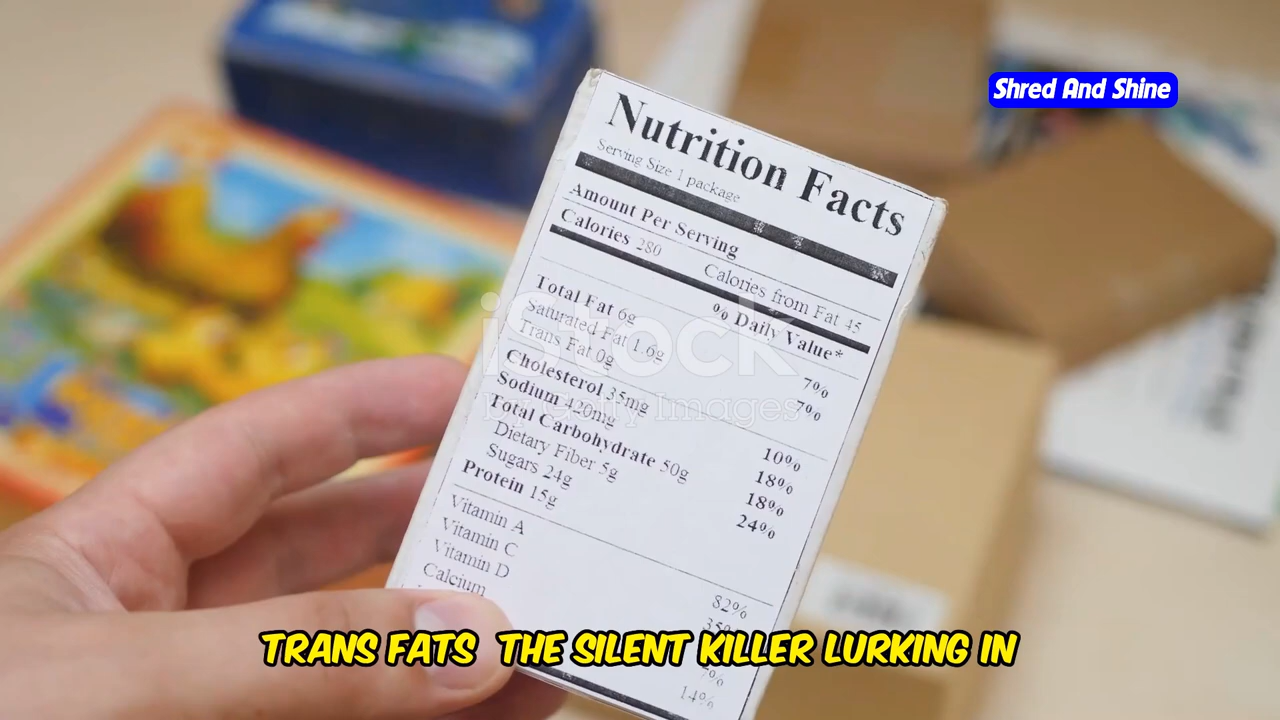 Shred And Shine
Nutrition Facts
Serving Size 1 package
Amount Per Serving
Calories 280
Calories from Fat 45
% Daily Value*
Total Fat 6g 7%
Saturated Fat 1.6g 7%
Trans Fat 0g
Cholesterol 35mg 10%
Sodium 420mg 18%
Total Carbohydrate 50g 18%
Dietary Fiber 5g 24%
Sugars 24g
Protein 15g
Vitamin A 82%
Vitamin C
Vitamin D
Calcium 14%
iStock
by Getty Images
TRANS FATS THE SILENT KILLER LURKING IN